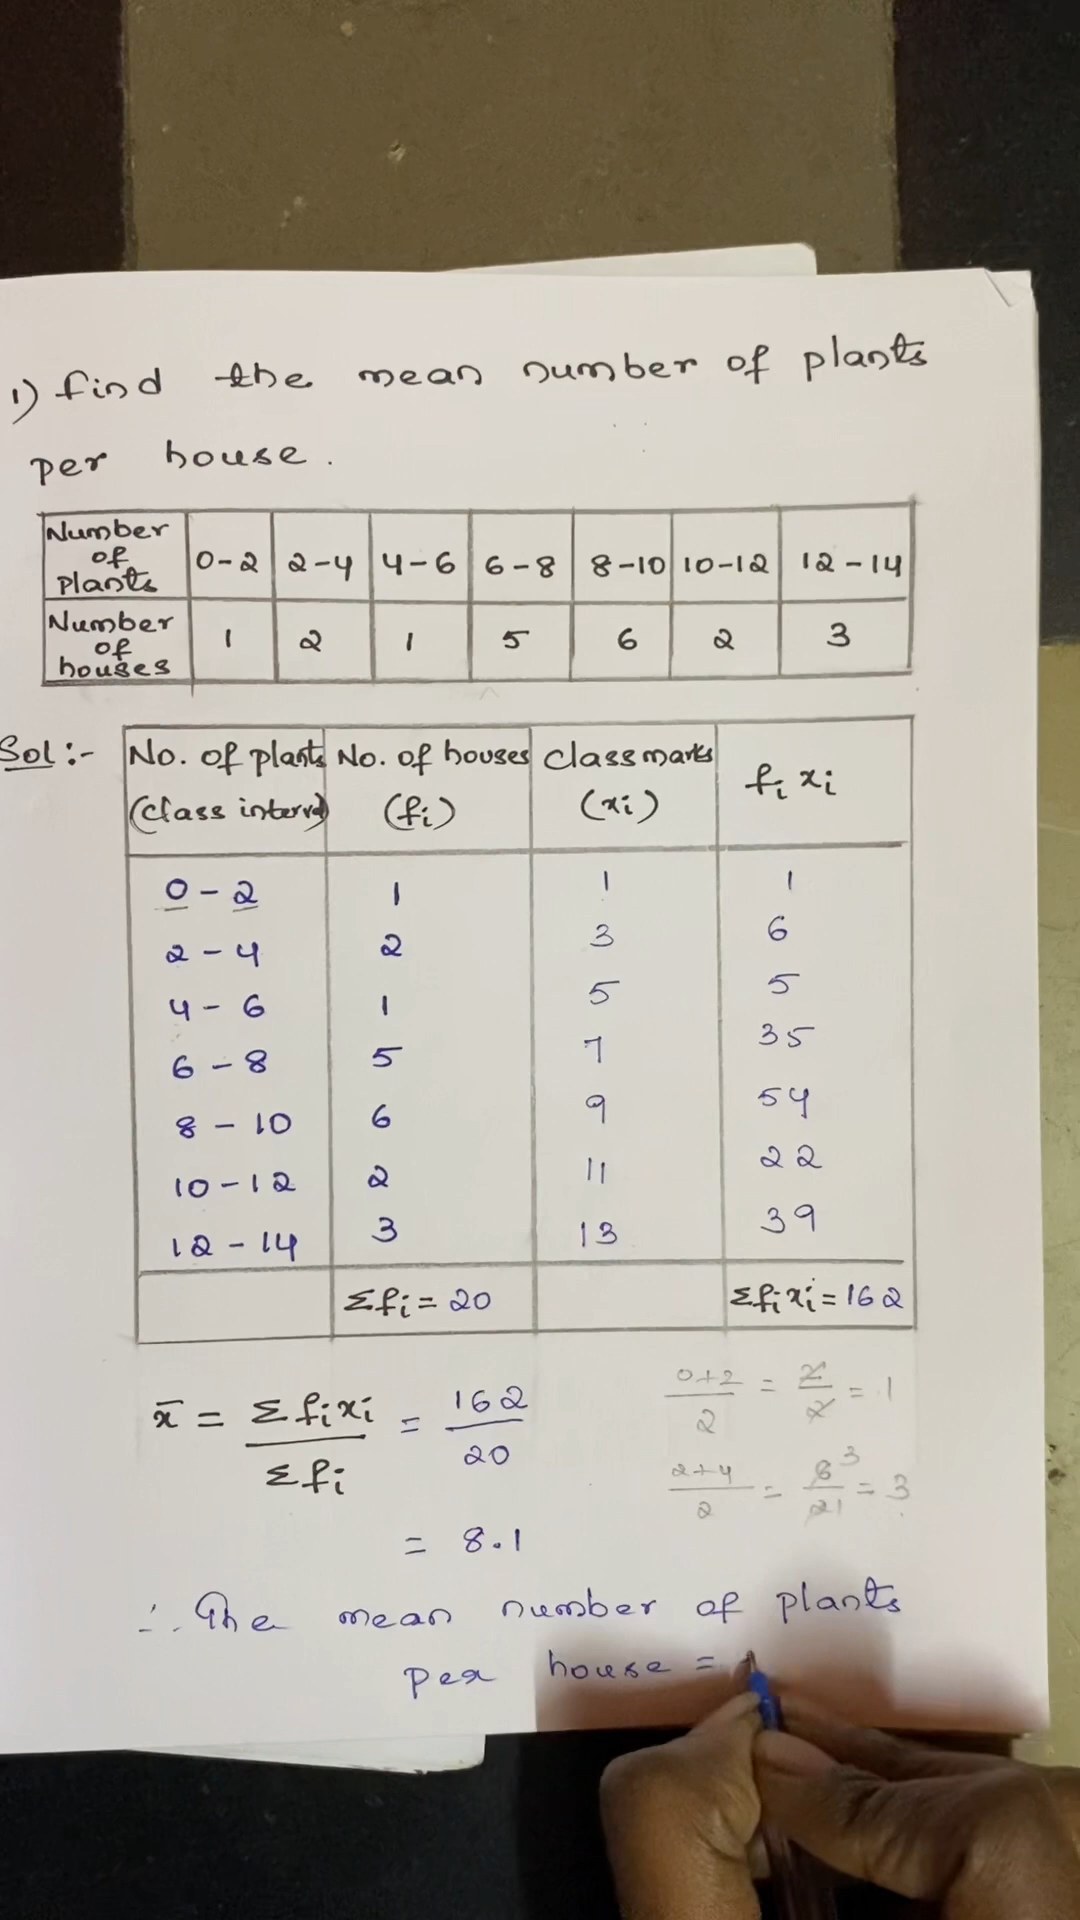 1) find the mean number of plants
per house.
Number of plants 0-2 2-4 4-6 6-8 8-10 10-12 12-14
Number of houses 1 2 1 5 6 2 3
Sol:- No. of plants No. of houses class marks fi xi
(class interval) (fi) (xi)
0-2 1 1 1
2-4 2 3 6
4-6 1 5 5
6-8 5 7 35
8-10 6 9 54
10-12 2 11 22
12-14 3 13 39
Σfi = 20 Σfixi = 162
x̄ = Σfixi/Σfi = 162/20
0+2/2 = 2/2 = 1
2+4/2 = 6 3/2 1 = 3
= 8.1
∴ The mean number of plants
per house =